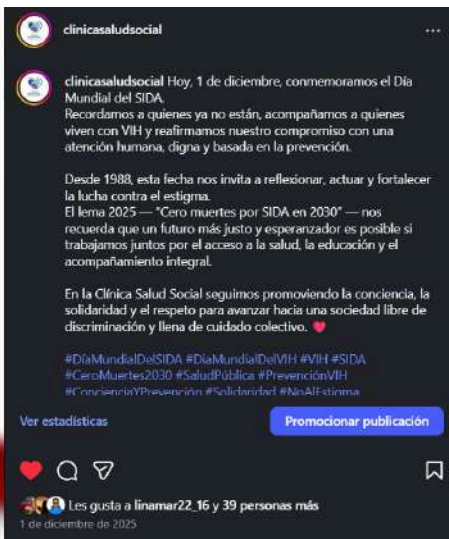 clinicasaludsocial
clinicasaludsocial Hoy, 1 de diciembre, conmemoramos el Día
Mundial del SIDA.
Recordamos a quienes ya no están, acompañamos a quienes
viven con VIH y reafirmamos nuestro compromiso con una
atención humana, digna y basada en la prevención.
Desde 1988, esta fecha nos invita a reflexionar, actuar y fortalecer
la lucha contra el estigma.
El lema 2025 — "Cero muertes por SIDA en 2030" — nos
recuerda que un futuro más justo y esperanzador es posible si
trabajamos juntos por el acceso a la salud, la educación y el
acompañamiento integral.
En la Clínica Salud Social seguimos promoviendo la conciencia, la
solidaridad y el respeto para avanzar hacia una sociedad libre de
discriminación y llena de cuidado colectivo.
#DíaMundialDelSIDA #DiaMundialDelVIH #VIH #SIDA
#CeroMuertes2030 #SaludPública #PrevenciónVIH
#ConcienciaYPrevención #Solidaridad #NoAlEstigma
Ver estadísticas
Promocionar publicación
Les gusta a linamar22_16 y 39 personas más
1 de diciembre de 2025